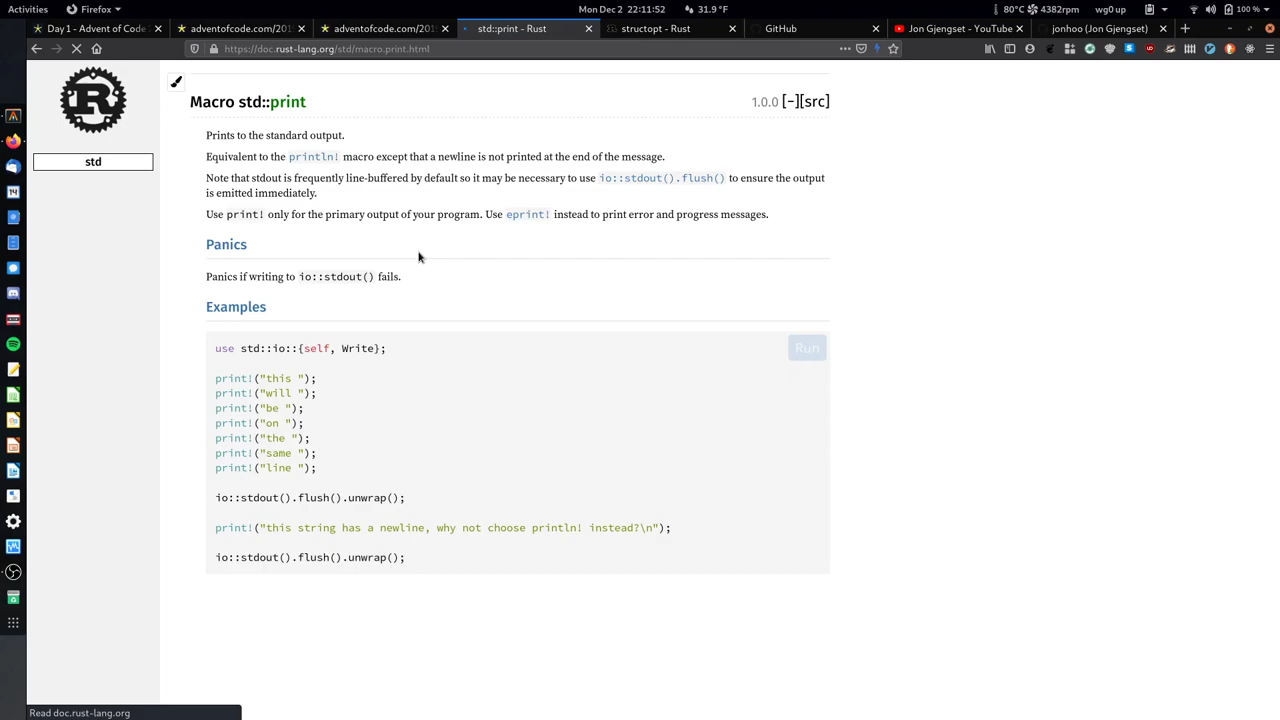 Activities
Firefox
Mon Dec 2 22:11:52
31.9 °F
80°C
4382rpm
wg0 up
100 %
Day 1 - Advent of Code
adventofcode.com/201
adventofcode.com/201
std::print - Rust
structopt - Rust
GitHub
Jon Gjengset - YouTube
jonhoo (Jon Gjengset)
https://doc.rust-lang.org/std/macro.print.html
std
Macro std::print
1.0.0 [−][src]
Prints to the standard output.
Equivalent to the println! macro except that a newline is not printed at the end of the message.
Note that stdout is frequently line-buffered by default so it may be necessary to use io::stdout().flush() to ensure the output
is emitted immediately.
Use print! only for the primary output of your program. Use eprint! instead to print error and progress messages.
Panics
Panics if writing to io::stdout() fails.
Examples
Run
use std::io::{self, Write};
print!("this ");
print!("will ");
print!("be ");
print!("on ");
print!("the ");
print!("same ");
print!("line ");
io::stdout().flush().unwrap();
print!("this string has a newline, why not choose println! instead?\n");
io::stdout().flush().unwrap();
Read doc.rust-lang.org